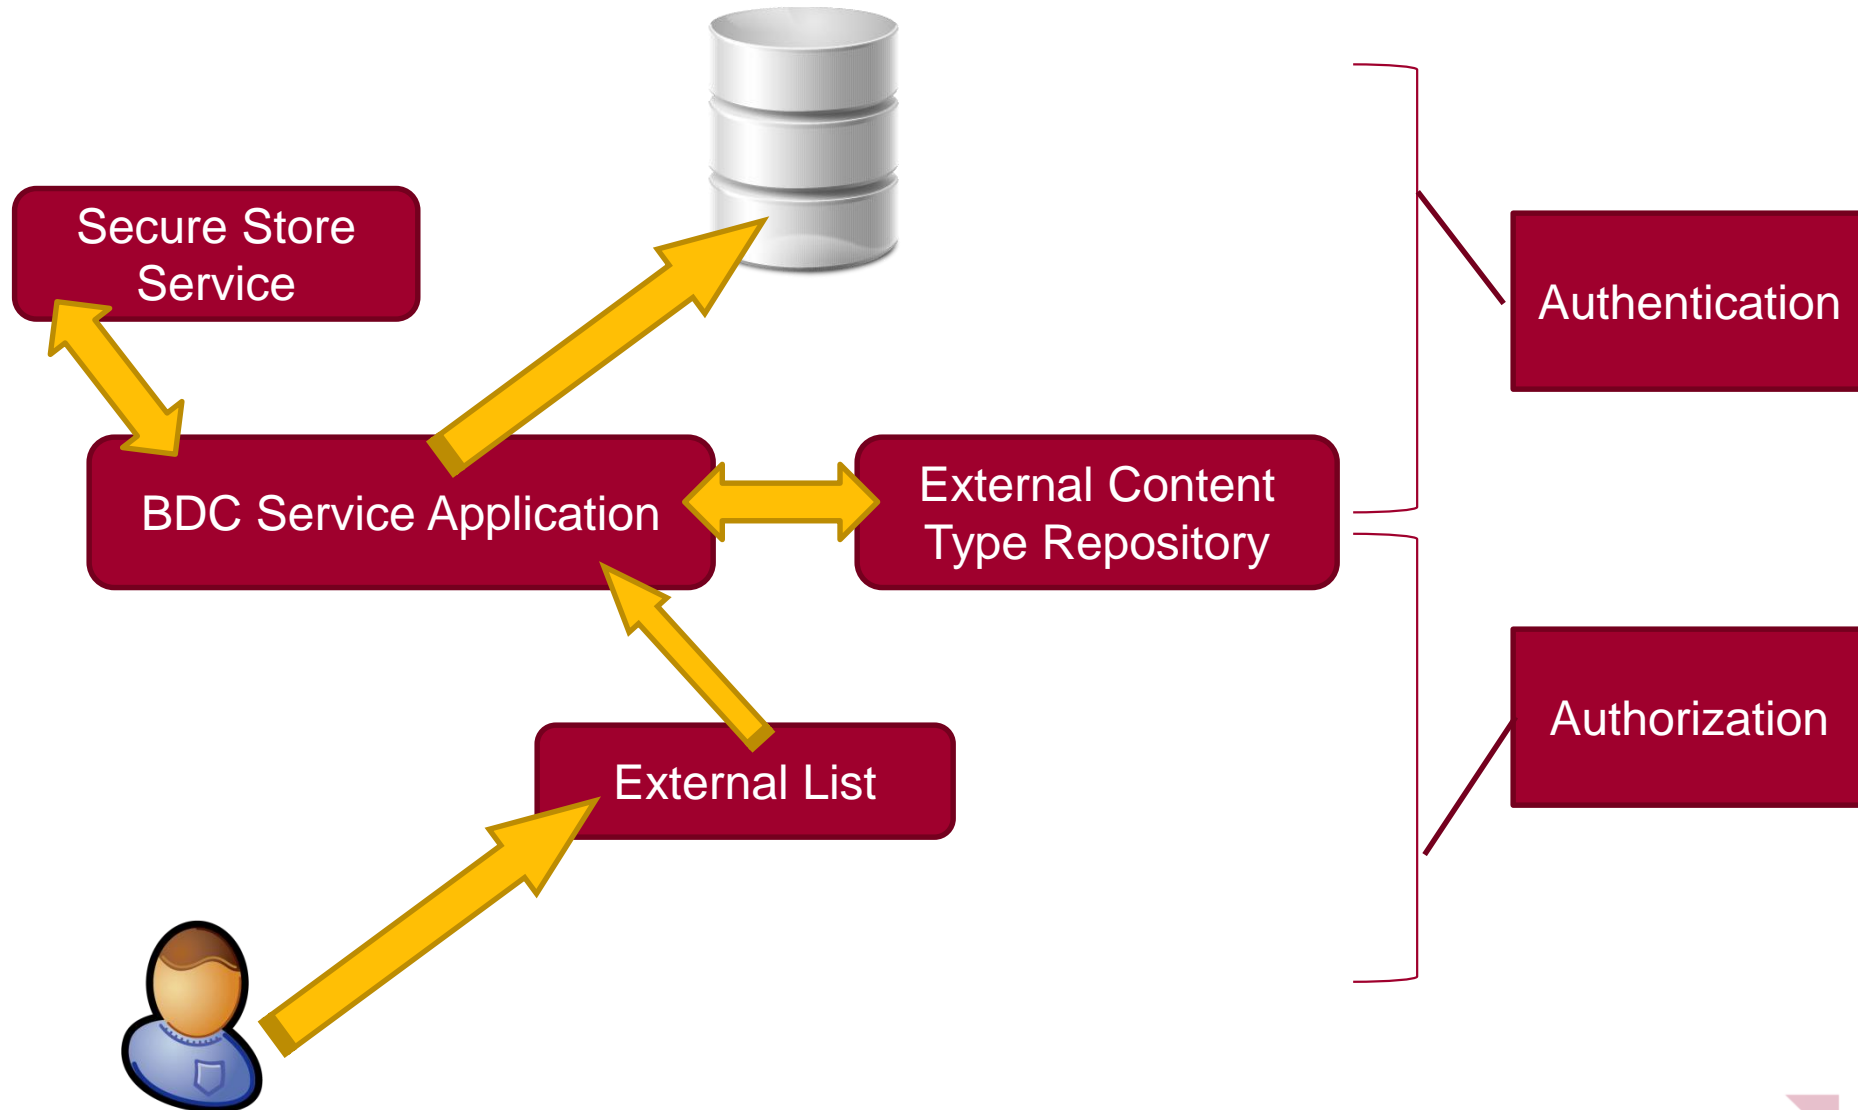 Secure Store
Service
Authentication
BDC Service Application
External Content
Type Repository
Authorization
External List